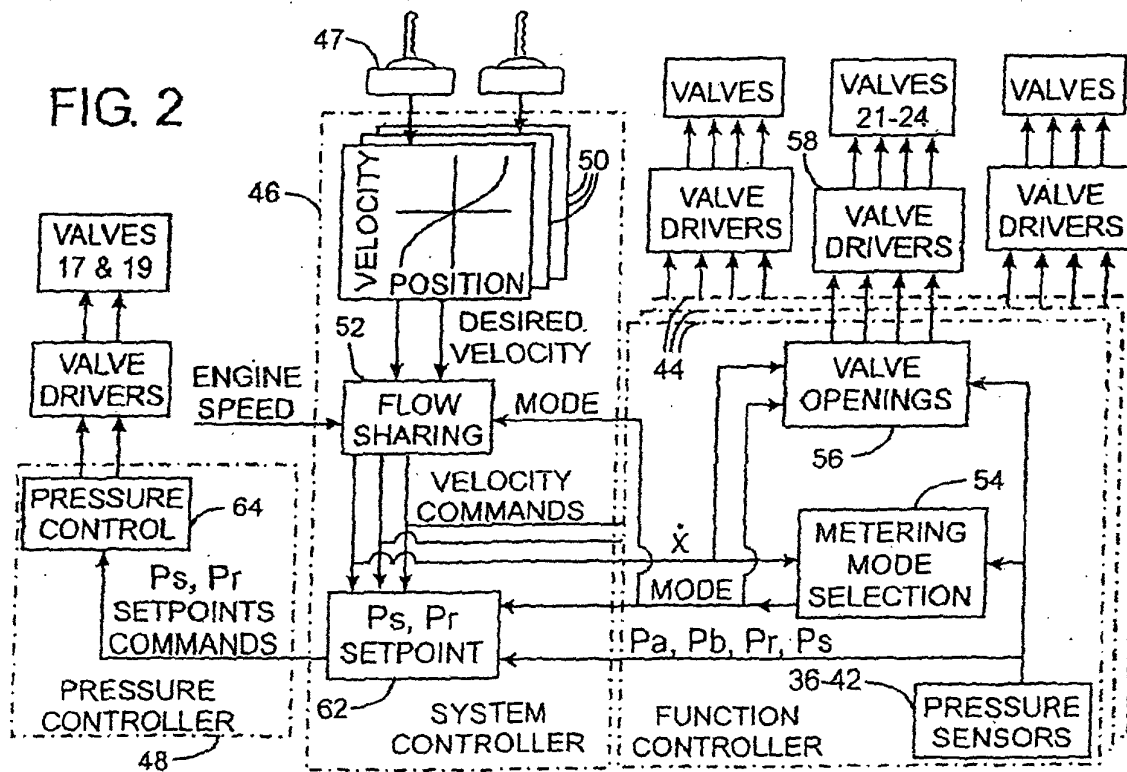 FIG. 2
47
46
VELOCITY
POSITION
50
DESIRED
VELOCITY
52
ENGINE
SPEED
FLOW
SHARING
MODE
VELOCITY
COMMANDS
Ps, Pr
SETPOINT
62
SYSTEM
CONTROLLER
VALVES
17 & 19
VALVE
DRIVERS
PRESSURE
CONTROL
64
Ps, Pr
SETPOINTS
COMMANDS
PRESSURE
CONTROLLER
48
VALVES
VALVES
21-24
VALVES
58
VALVE
DRIVERS
VALVE
DRIVERS
VALVE
DRIVERS
44
VALVE
OPENINGS
56
54
ẋ
METERING
MODE
SELECTION
MODE
Pa, Pb, Pr, Ps
36-42
PRESSURE
SENSORS
FUNCTION
CONTROLLER